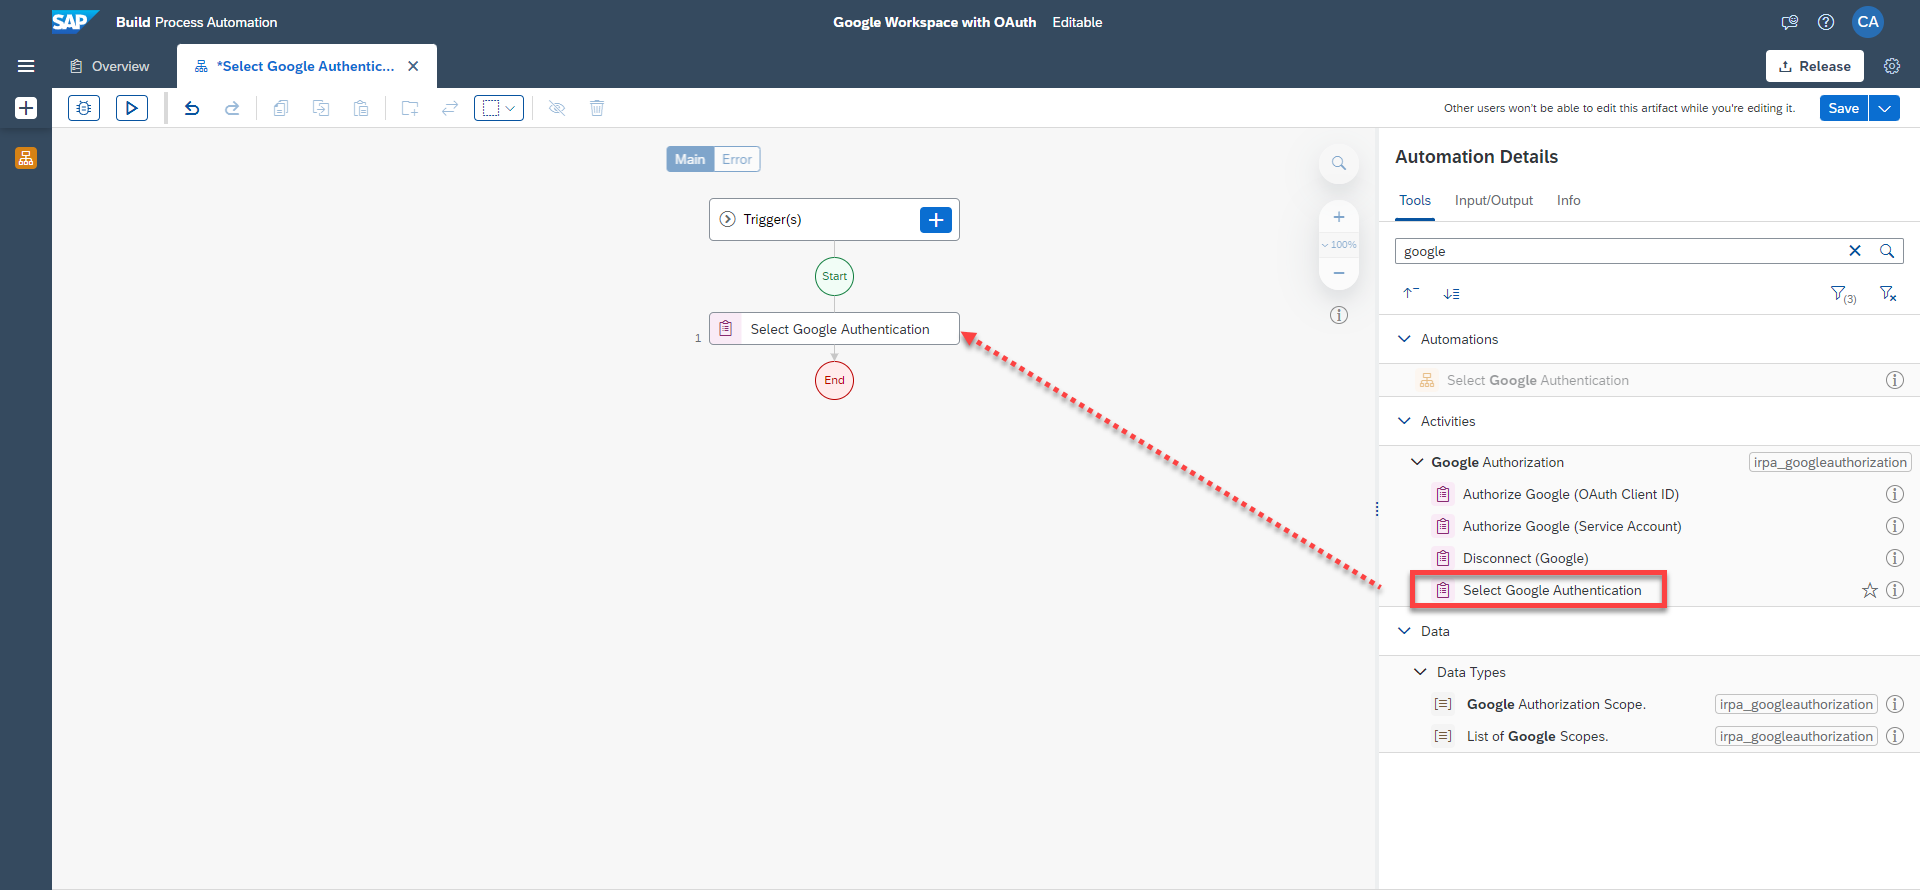 SAP Build Process Automation
Google Workspace with OAuth Editable
CA
Overview
*Select Google Authentic...
Release
Other users won't be able to edit this artifact while you're editing it.
Save
Main Error
Trigger(s)
Start
1 Select Google Authentication
End
100%
Automation Details
Tools Input/Output Info
google
(3)
Automations
Select Google Authentication
Activities
Google Authorization irpa_googleauthorization
Authorize Google (OAuth Client ID)
Authorize Google (Service Account)
Disconnect (Google)
Select Google Authentication
Data
Data Types
Google Authorization Scope. irpa_googleauthorization
List of Google Scopes. irpa_googleauthorization